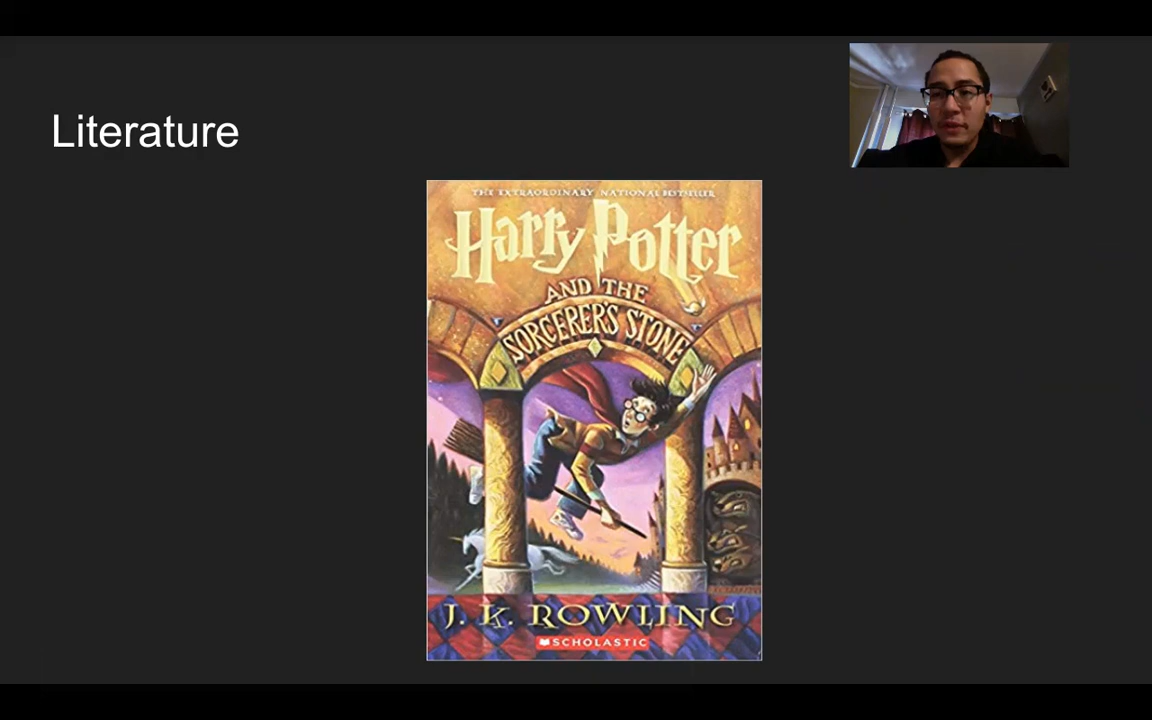 Literature
THE EXTRAORDINARY NATIONAL BESTSELLER
Harry Potter
AND THE
SORCERER'S STONE
J. K. ROWLING
SCHOLASTIC